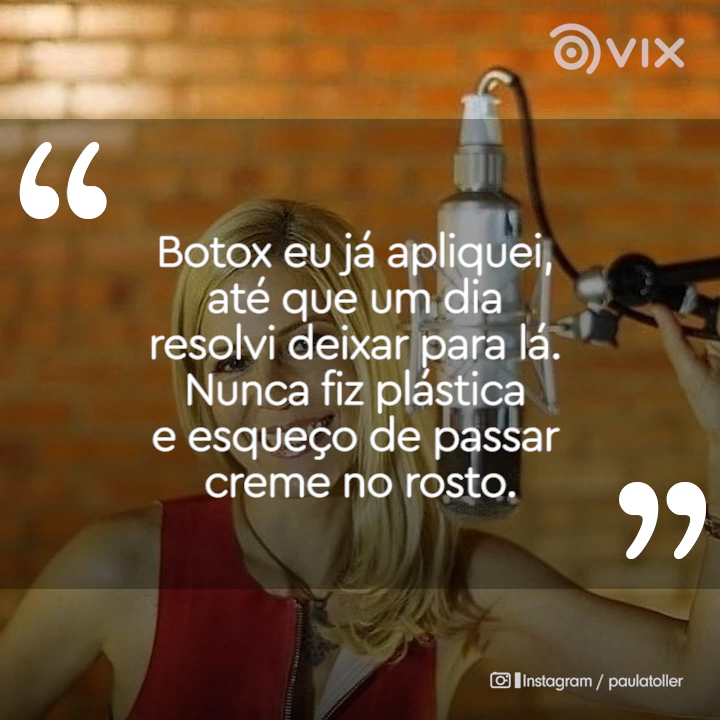 VIX
“
Botox eu já apliquei,
até que um dia
resolvi deixar para lá.
Nunca fiz plástica
e esqueço de passar
creme no rosto.
”
Instagram / paulatoller